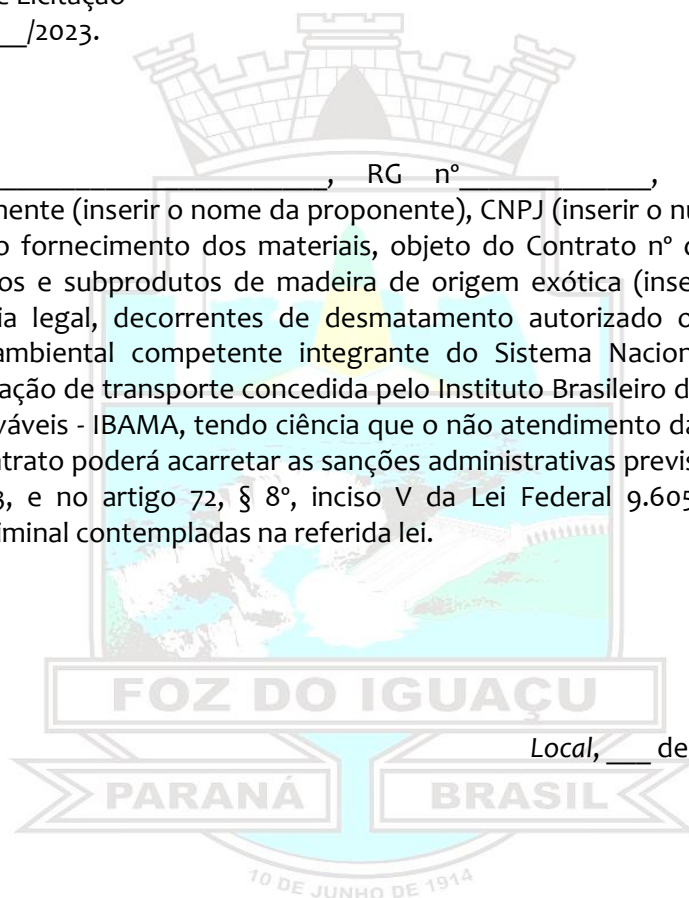 e Licitação
__/2023.
______________________, RG nº_____________,
nente (inserir o nome da proponente), CNPJ (inserir o nu
o fornecimento dos materiais, objeto do Contrato nº
os e subprodutos de madeira de origem exótica (inse
ia legal, decorrentes de desmatamento autorizado o
ambiental competente integrante do Sistema Nacion
ação de transporte concedida pelo Instituto Brasileiro d
váveis - IBAMA, tendo ciência que o não atendimento da
ntrato poderá acarretar as sanções administrativas previs
3, e no artigo 72, § 8º, inciso V da Lei Federal 9.605
riminal contempladas na referida lei.
FOZ DO IGUAÇU
Local, ___ de
PARANÁ BRASIL
10 DE JUNHO DE 1914